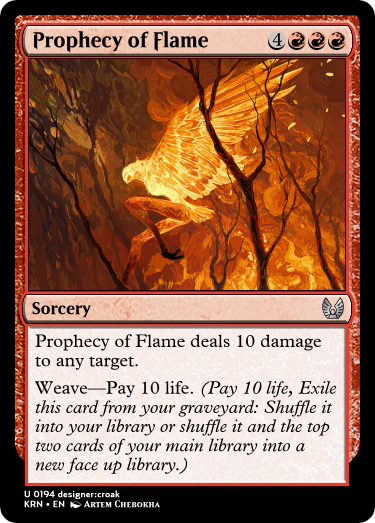 Prophecy of Flame 4
Sorcery
Prophecy of Flame deals 10 damage
to any target.
Weave—Pay 10 life. (Pay 10 life, Exile
this card from your graveyard: Shuffle it
into your library or shuffle it and the top
two cards of your main library into a
new face up library.)
U 0194 designer:croak
KRN • EN Artem Chebokha